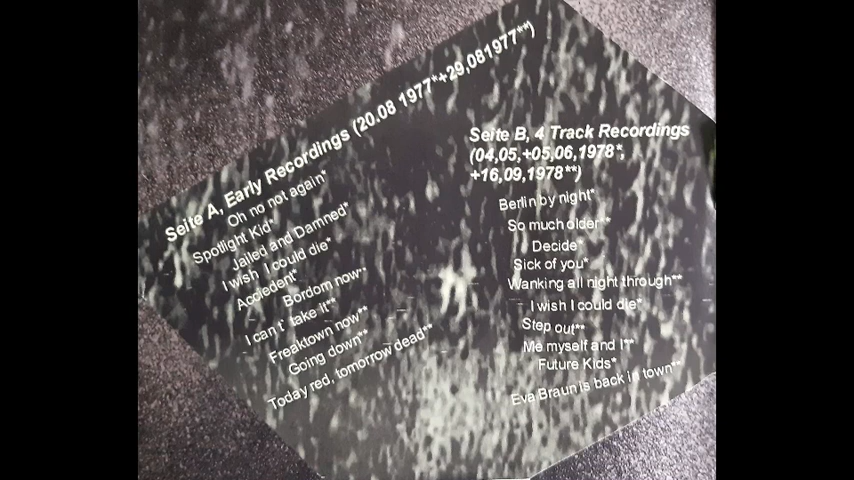 Seite A, Early Recordings (20.08 1977*+29,081977**)
Oh no not again*
Spotlight Kid*
Jailed and Damned*
I wish I could die*
Acciedent*
Bordom now**
I can t' take it**
Freaktown now**
Going down**
Today red, tomorrow dead**
Seite B, 4 Track Recordings
(04,05,+05,06,1978*,
+16,09,1978**)
Berlin by night*
So much older**
Decide*
Sick of you*
Wanking all night through**
I wish I could die*
Step out**
Me myself and I**
Future Kids*
Eva Braun is back in town**